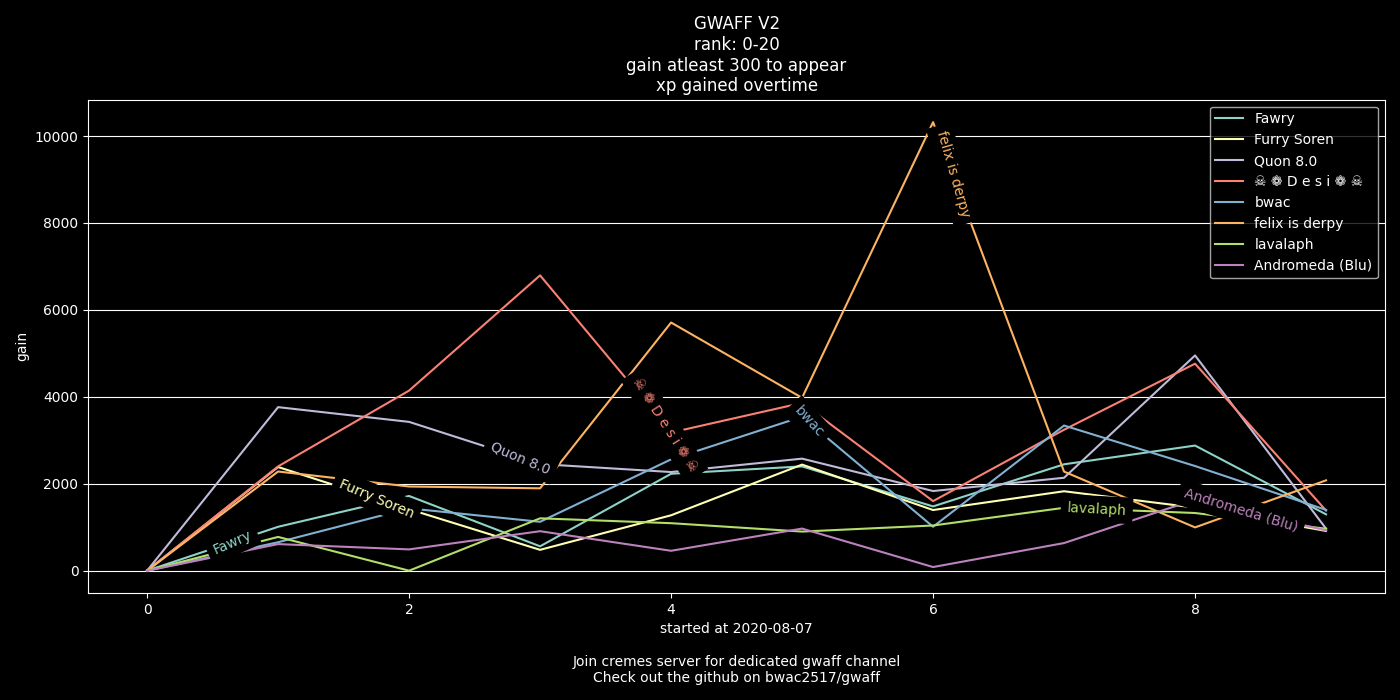 GWAFF V2
rank: 0-20
gain atleast 300 to appear
xp gained overtime
gain
10000
8000
6000
4000
2000
0
Fawry
Furry Soren
Quon 8.0
☠ ❁ D e s i ❁ ☠
bwac
felix is derpy
lavalaph
Andromeda (Blu)
felix is derpy
☠ ❁ D e s i ❁ ☠
bwac
Quon 8.0
Furry Soren
Fawry
lavalaph
Andromeda (Blu)
0
2
4
6
8
started at 2020-08-07
Join cremes server for dedicated gwaff channel
Check out the github on bwac2517/gwaff